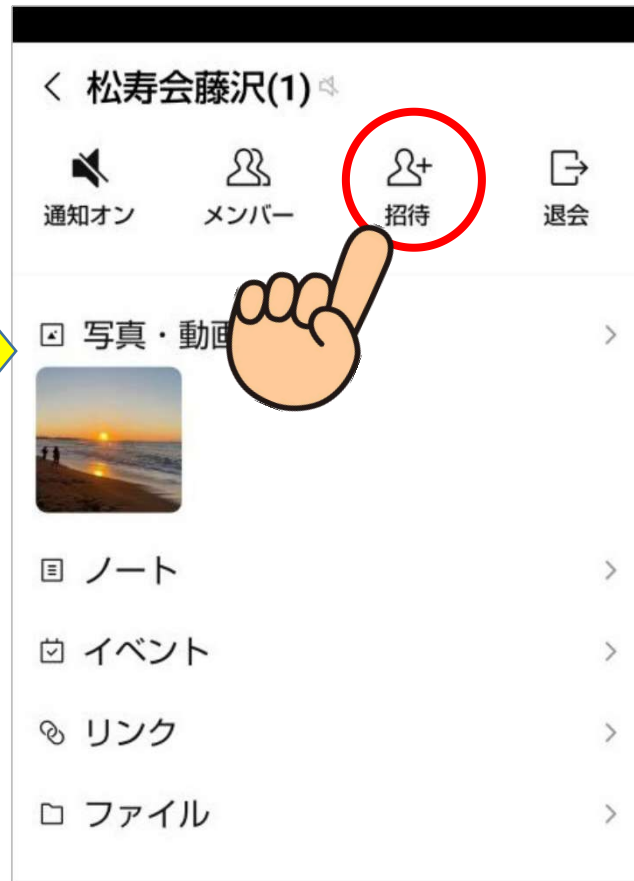 松寿会藤沢(1)
通知オン メンバー 招待 退会
写真・動画
ノート
イベント
リンク
ファイル